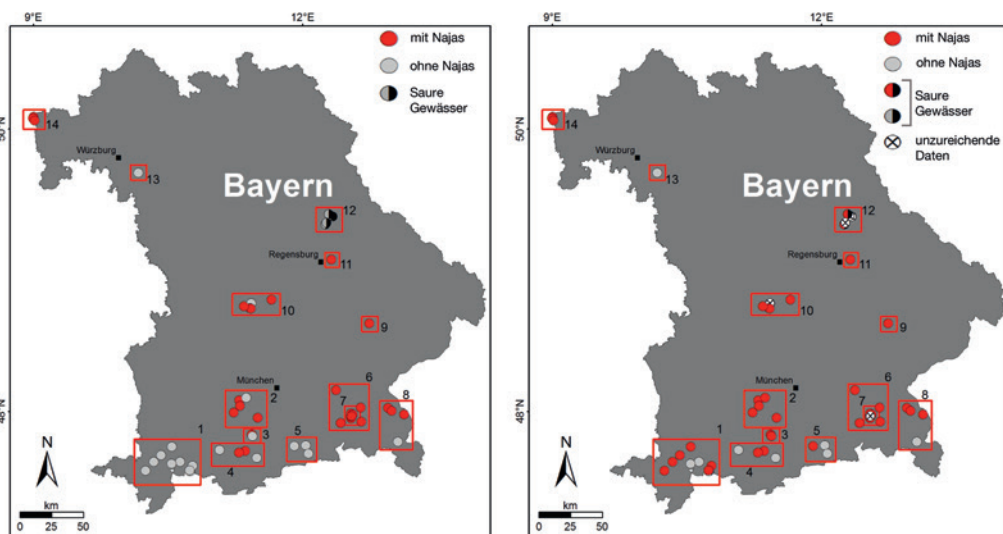 9°E
12°E
mit Najas
ohne Najas
Saure
Gewässer
50°N
14
Würzburg
13
Bayern
12
Regensburg
11
10
9
München
6
48°N
2
7
8
1
3
5
4
N
km
0 25 50
9°E
12°E
mit Najas
ohne Najas
Saure
Gewässer
unzureichende
Daten
50°N
14
Würzburg
13
Bayern
12
Regensburg
11
10
9
München
6
48°N
2
7
8
1
3
5
4
N
km
0 25 50